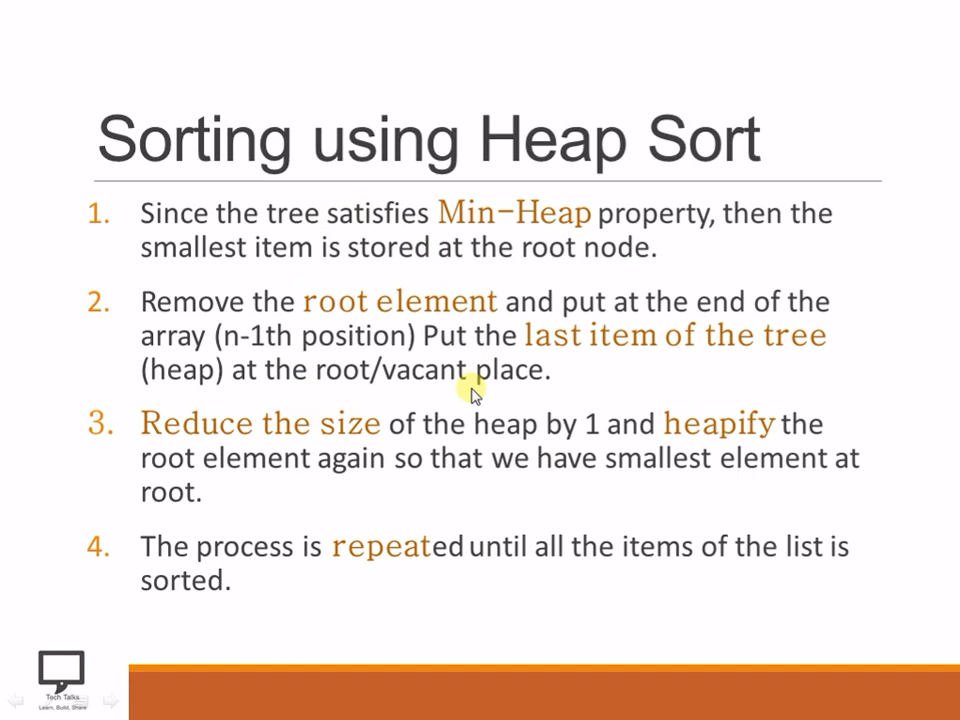 Sorting using Heap Sort
1. Since the tree satisfies Min-Heap property, then the
smallest item is stored at the root node.
2. Remove the root element and put at the end of the
array (n-1th position) Put the last item of the tree
(heap) at the root/vacant place.
3. Reduce the size of the heap by 1 and heapify the
root element again so that we have smallest element at
root.
4. The process is repeated until all the items of the list is
sorted.
Tech Talks
Learn, Build, Share